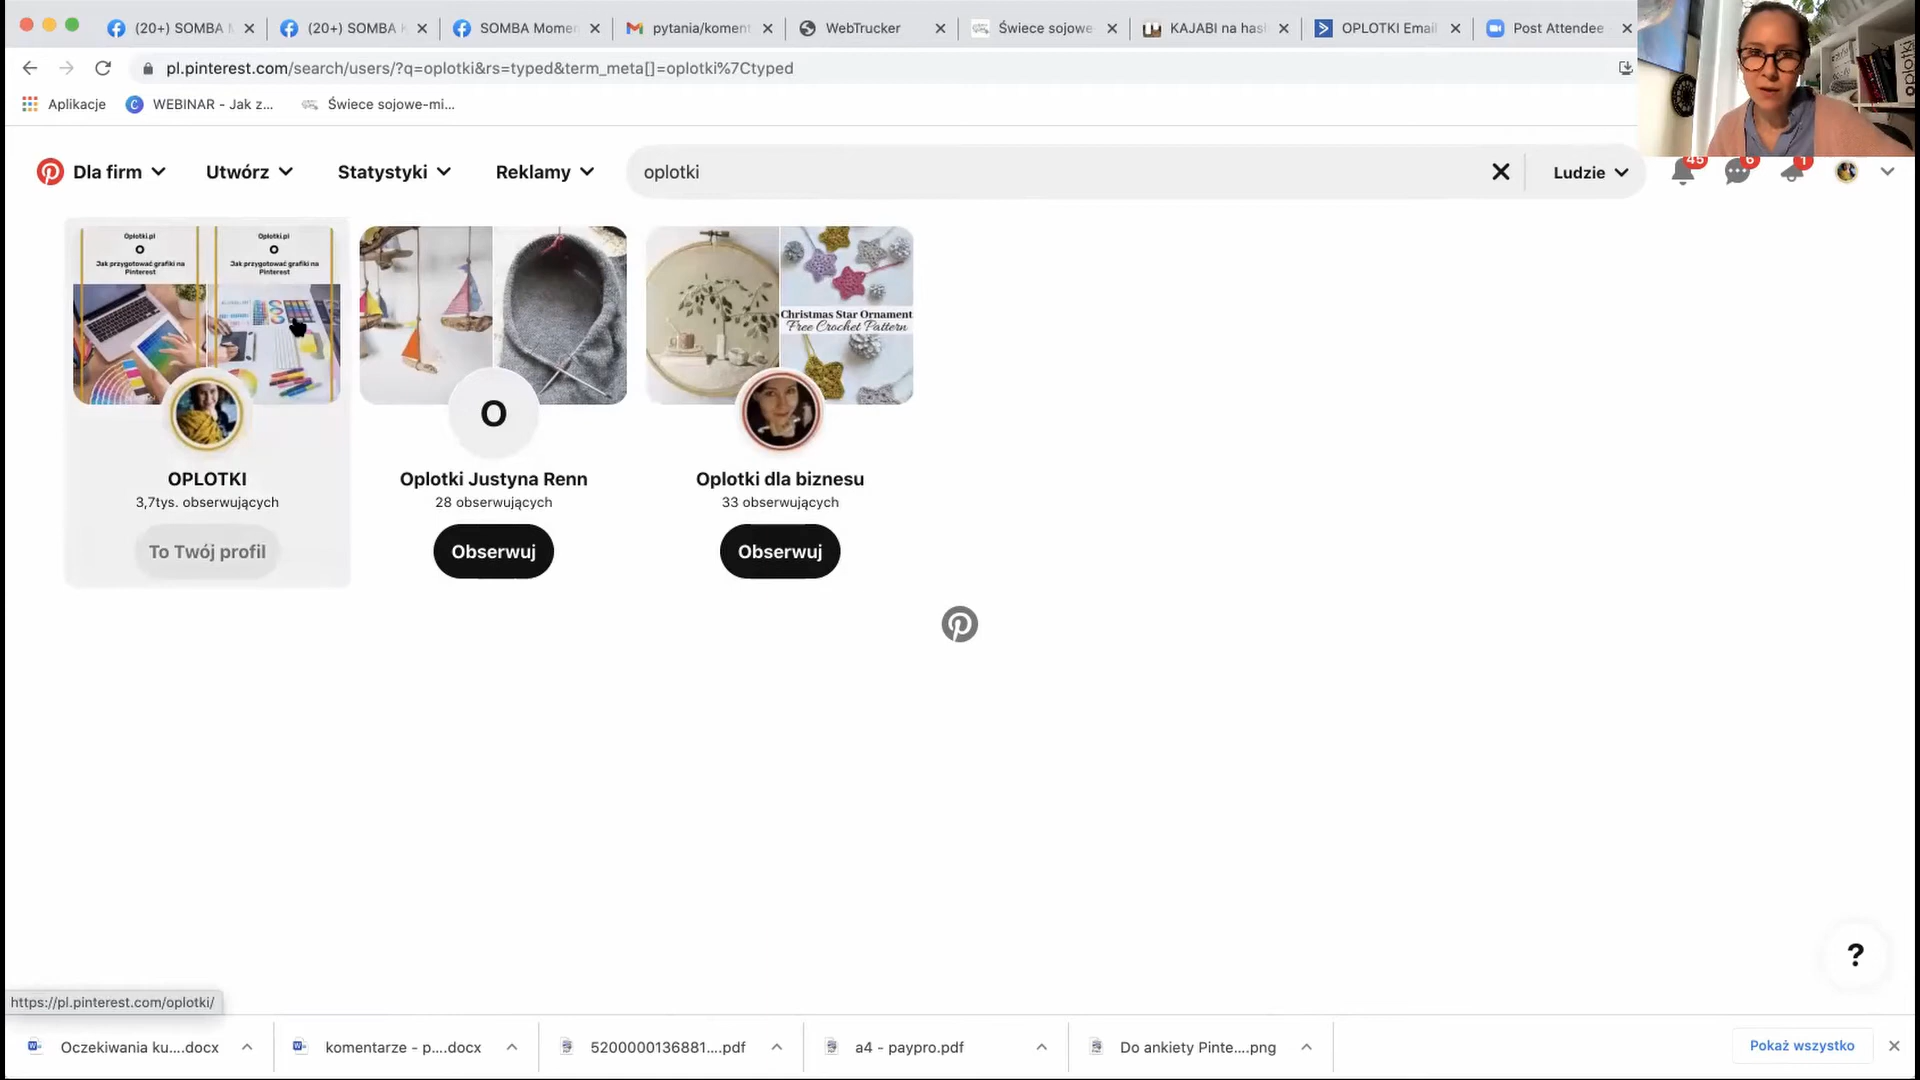 (20+) SOMBA M
(20+) SOMBA K
SOMBA Momen
pytania/koment
WebTrucker
Świece sojowe
KAJABI na has
OPLOTKI Email
Post Attendee
pl.pinterest.com/search/users/?q=oplotki&rs=typed&term_meta[]=oplotki%7Ctyped
Aplikacje
WEBINAR - Jak z...
Świece sojowe-mi...
Dla firm
Utwórz
Statystyki
Reklamy
oplotki
Ludzie
45
6
1
Oplotki.pl
O
Jak przygotować grafiki na
Pinterest
Oplotki.pl
O
Jak przygotować grafiki na
Pinterest
OPLOTKI
3,7tys. obserwujących
To Twój profil
O
Oplotki Justyna Renn
28 obserwujących
Obserwuj
Christmas Star Ornament
Free Crochet Pattern
Oplotki dla biznesu
33 obserwujących
Obserwuj
?
https://pl.pinterest.com/oplotki/
Oczekiwania ku....docx
komentarze - p....docx
5200000136881....pdf
a4 - paypro.pdf
Do ankiety Pinte....png
Pokaż wszystko
oplotki